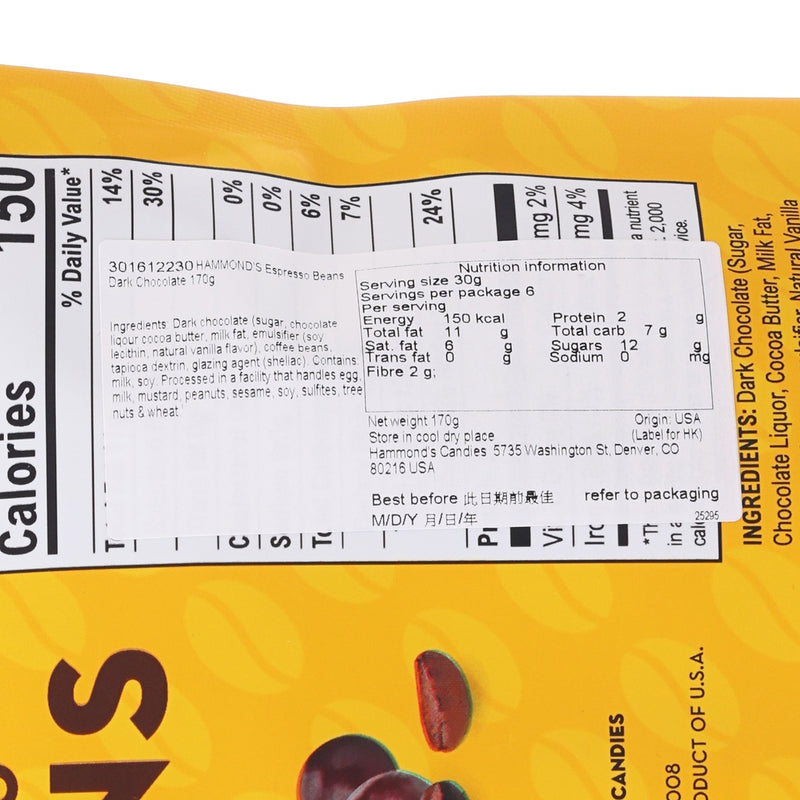 301612230 HAMMOND'S Espresso Beans
Dark Chocolate 170g
Ingredients: Dark chocolate (sugar, chocolate
liqour cocoa butter, milk fat, emulsifier (soy
lecithin, natural vanilla flavor), coffee beans,
tapioca dextrin, glazing agent (shellac). Contains:
milk, soy. Processed in a facility that handles egg,
milk, mustard, peanuts, sesame, soy, sulfites, tree
nuts & wheat.
Nutrition information
Serving size 30g
Servings per package 6
Per serving
Energy 150 kcal Protein 2 g
Total fat 11 g Total carb 7 g
Sat. fat 6 g Sugars 12 g
Trans fat 0 g Sodium 0 mg
Fibre 2 g;
Net weight 170g Origin: USA
Store in cool dry place (Label for HK)
Hammond's Candies 5735 Washington St, Denver, CO
80216 USA
Best before 此日期前最佳 refer to packaging
M/D/Y 月/日/年 25295
Calories 150
% Daily Value*
14%
30%
0%
0%
6%
7%
24%
mg 2%
mg 4%
a nutrient
2,000
INGREDIENTS: Dark Chocolate (Sugar,
Chocolate Liquor, Cocoa Butter, Milk Fat,
Natural Vanilla
NS
CANDIES
PRODUCT OF U.S.A.